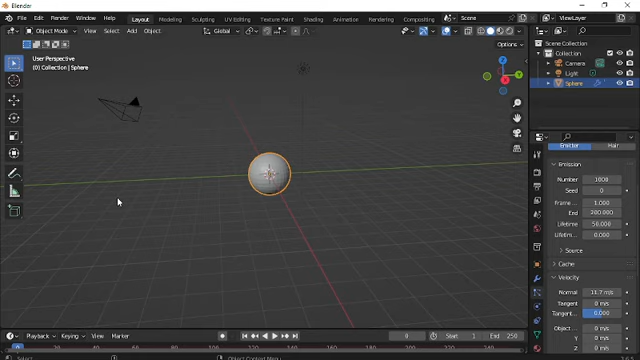 Blender
File Edit Render Window Help Layout Modeling Sculpting UV Editing Texture Paint Shading Animation Rendering Compositing Scene ViewLayer
Object Mode View Select Add Object Global
Options
User Perspective
(0) Collection | Sphere
Scene Collection
Collection
Camera
Light
Sphere
Emitter Hair
Emission
Number 1000
Seed 0
Frame 1.000
End 200.000
Lifetime 50.000
Lifetim... 0.000
Source
Cache
Velocity
Normal 11.7 m/s
Tangent 0 m/s
Tangent... 0.000
Object... 0 m/s
Y 0 m/s
Z 0 m/s
Playback Keying View Marker 0 Start 1 End 250
Select Object Context Menu